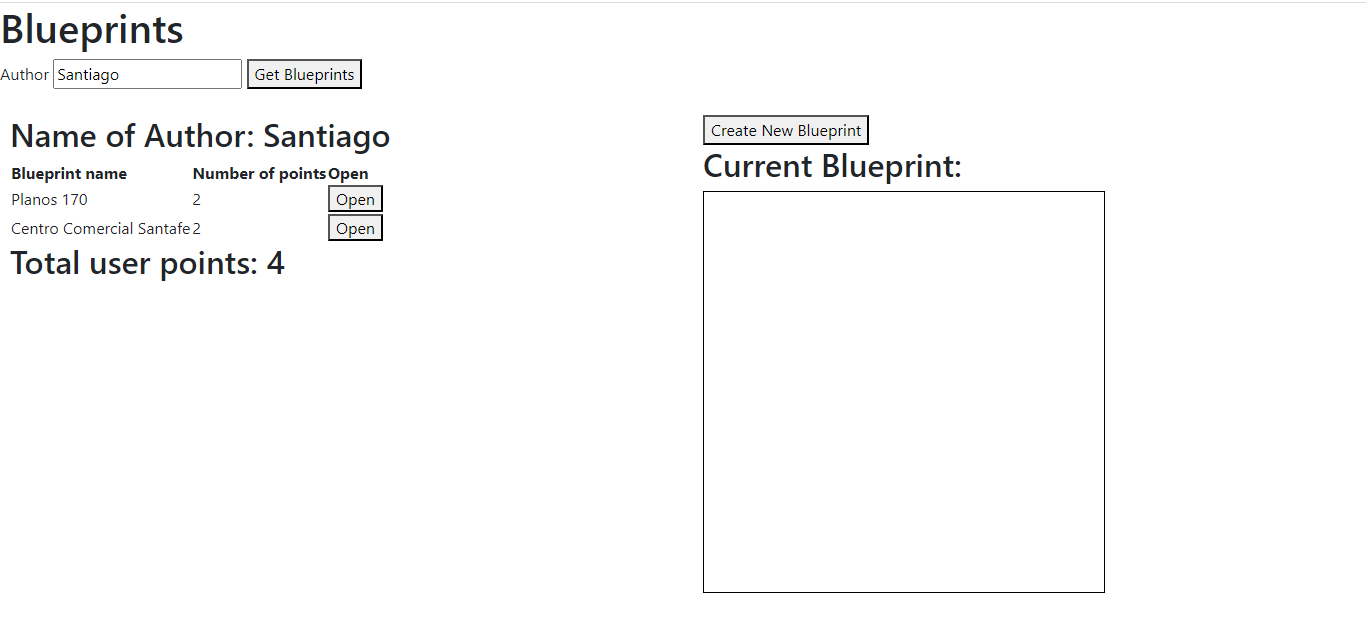 Blueprints
Author Santiago Get Blueprints
Name of Author: Santiago
Blueprint name Number of points Open
Planos 170 2 Open
Centro Comercial Santafe 2 Open
Total user points: 4
Create New Blueprint
Current Blueprint: